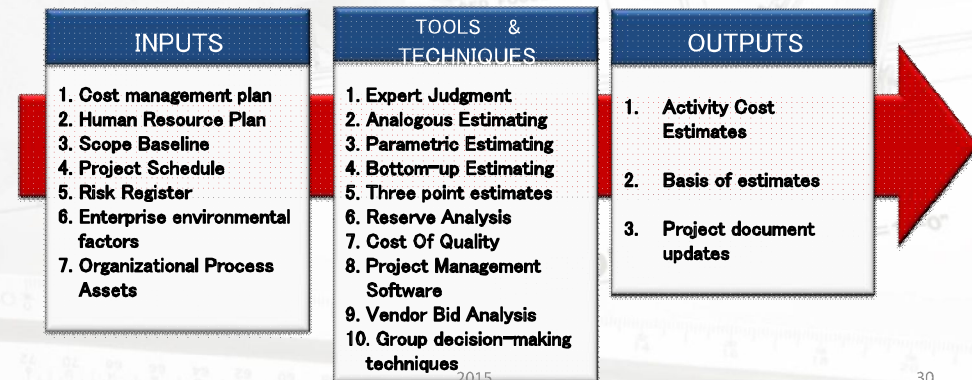 INPUTS
1. Cost management plan
2. Human Resource Plan
3. Scope Baseline
4. Project Schedule
5. Risk Register
6. Enterprise environmental
factors
7. Organizational Process
Assets
TOOLS &
TECHNIQUES
1. Expert Judgment
2. Analogous Estimating
3. Parametric Estimating
4. Bottom-up Estimating
5. Three point estimates
6. Reserve Analysis
7. Cost Of Quality
8. Project Management
Software
9. Vendor Bid Analysis
10. Group decision-making
techniques
OUTPUTS
1. Activity Cost
Estimates
2. Basis of estimates
3. Project document
updates
2015
30